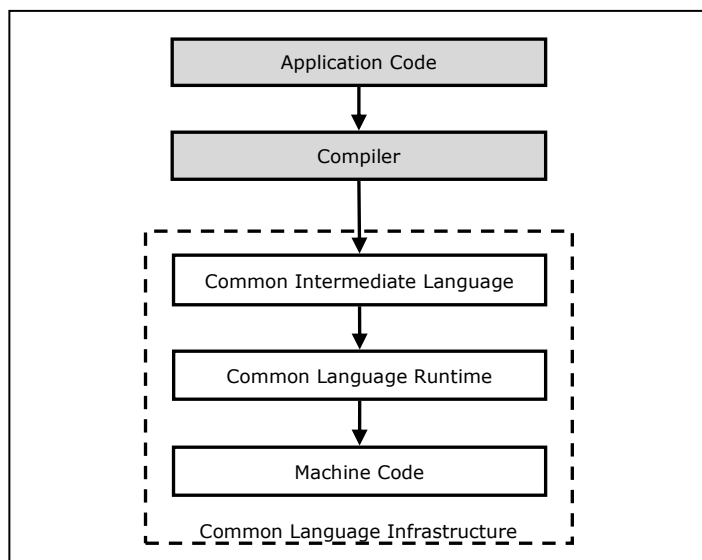 Application Code
Compiler
Common Intermediate Language
Common Language Runtime
Machine Code
Common Language Infrastructure